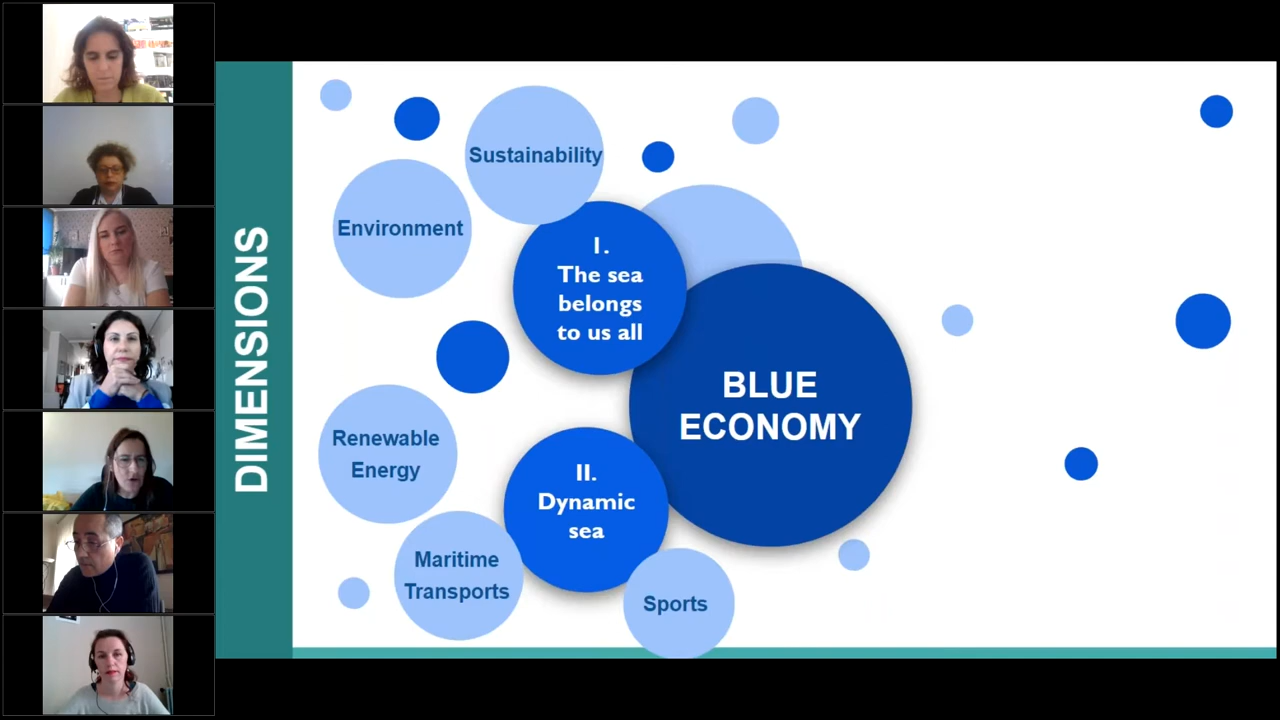 DIMENSIONS
Sustainability
Environment
I.
The sea
belongs
to us all
BLUE
ECONOMY
Renewable
Energy
II.
Dynamic
sea
Maritime
Transports
Sports